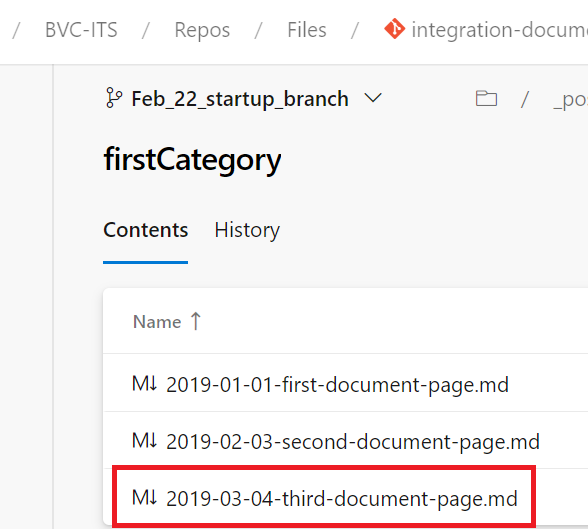 / BVC-ITS / Repos / Files / integration-docume
Feb_22_startup_branch / _po
firstCategory
Contents History
Name ↑
M↓ 2019-01-01-first-document-page.md
M↓ 2019-02-03-second-document-page.md
M↓ 2019-03-04-third-document-page.md